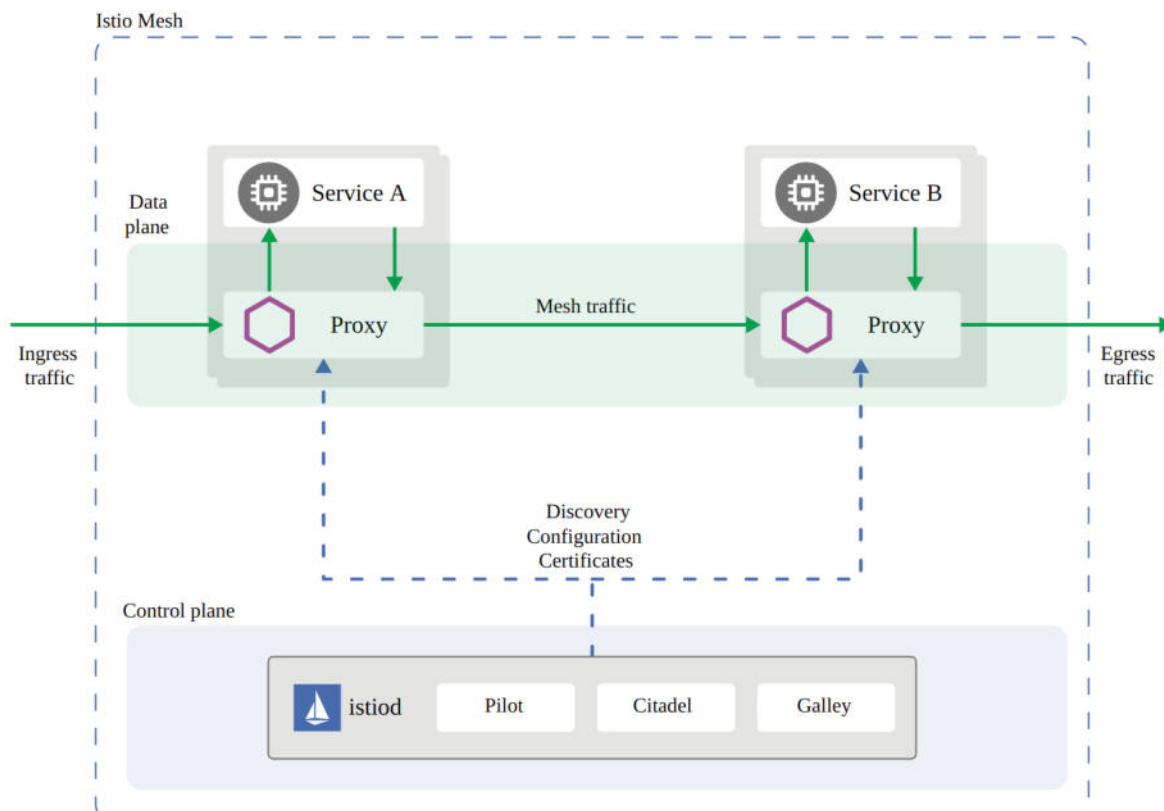 Istio Mesh
Data
plane
Service A
Service B
Proxy
Mesh traffic
Proxy
Ingress
traffic
Egress
traffic
Discovery
Configuration
Certificates
Control plane
istiod
Pilot
Citadel
Galley